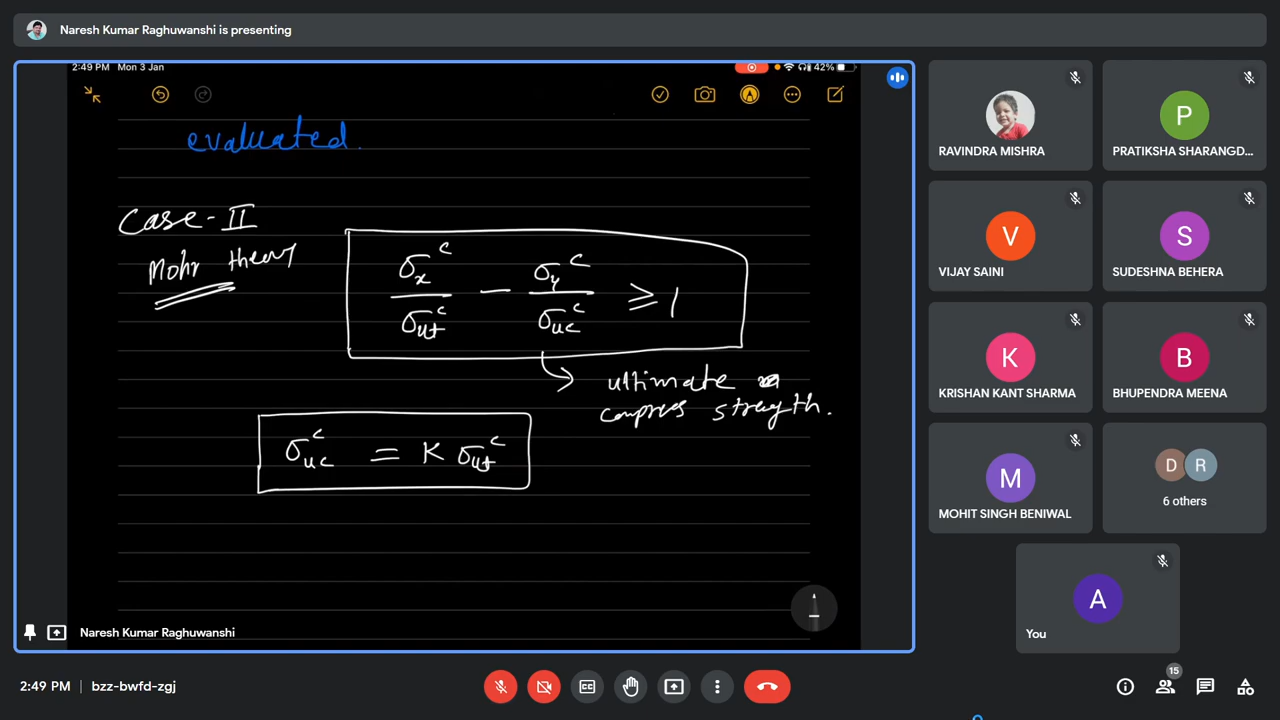 Naresh Kumar Raghuwanshi is presenting
2:49 PM Mon 3 Jan
42%
evaluated.
Case-II
Mohr theory
σx^c / σut^c − σy^c / σuc^c ≥ 1
ultimate
compres strength.
σuc^c = K σut^c
Naresh Kumar Raghuwanshi
RAVINDRA MISHRA
P
PRATIKSHA SHARANGD...
V
VIJAY SAINI
S
SUDESHNA BEHERA
K
KRISHAN KANT SHARMA
B
BHUPENDRA MEENA
M
MOHIT SINGH BENIWAL
D R
6 others
A
You
2:49 PM | bzz-bwfd-zgj
15